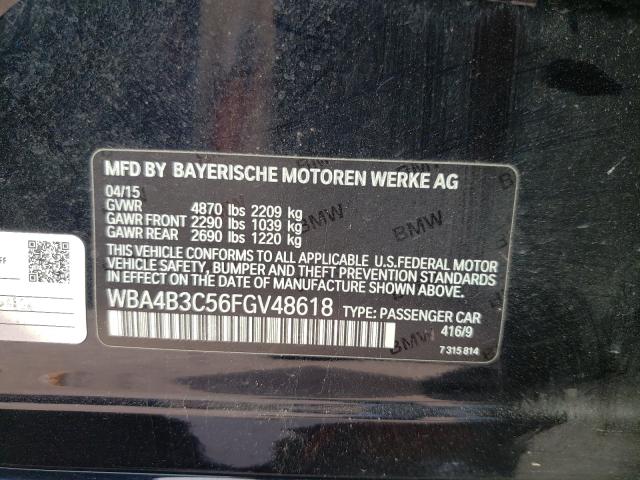 MFD BY BAYERISCHE MOTOREN WERKE AG
04/15
GVWR 4870 lbs 2209 kg
GAWR FRONT 2290 lbs 1039 kg
GAWR REAR 2690 lbs 1220 kg
THIS VEHICLE CONFORMS TO ALL APPLICABLE U.S.FEDERAL MOTOR
VEHICLE SAFETY, BUMPER AND THEFT PREVENTION STANDARDS
IN EFFECT ON THE DATE OF MANUFACTURE SHOWN ABOVE.
WBA4B3C56FGV48618 TYPE: PASSENGER CAR
416/9
7 315 814
BMW
BMW
BMW